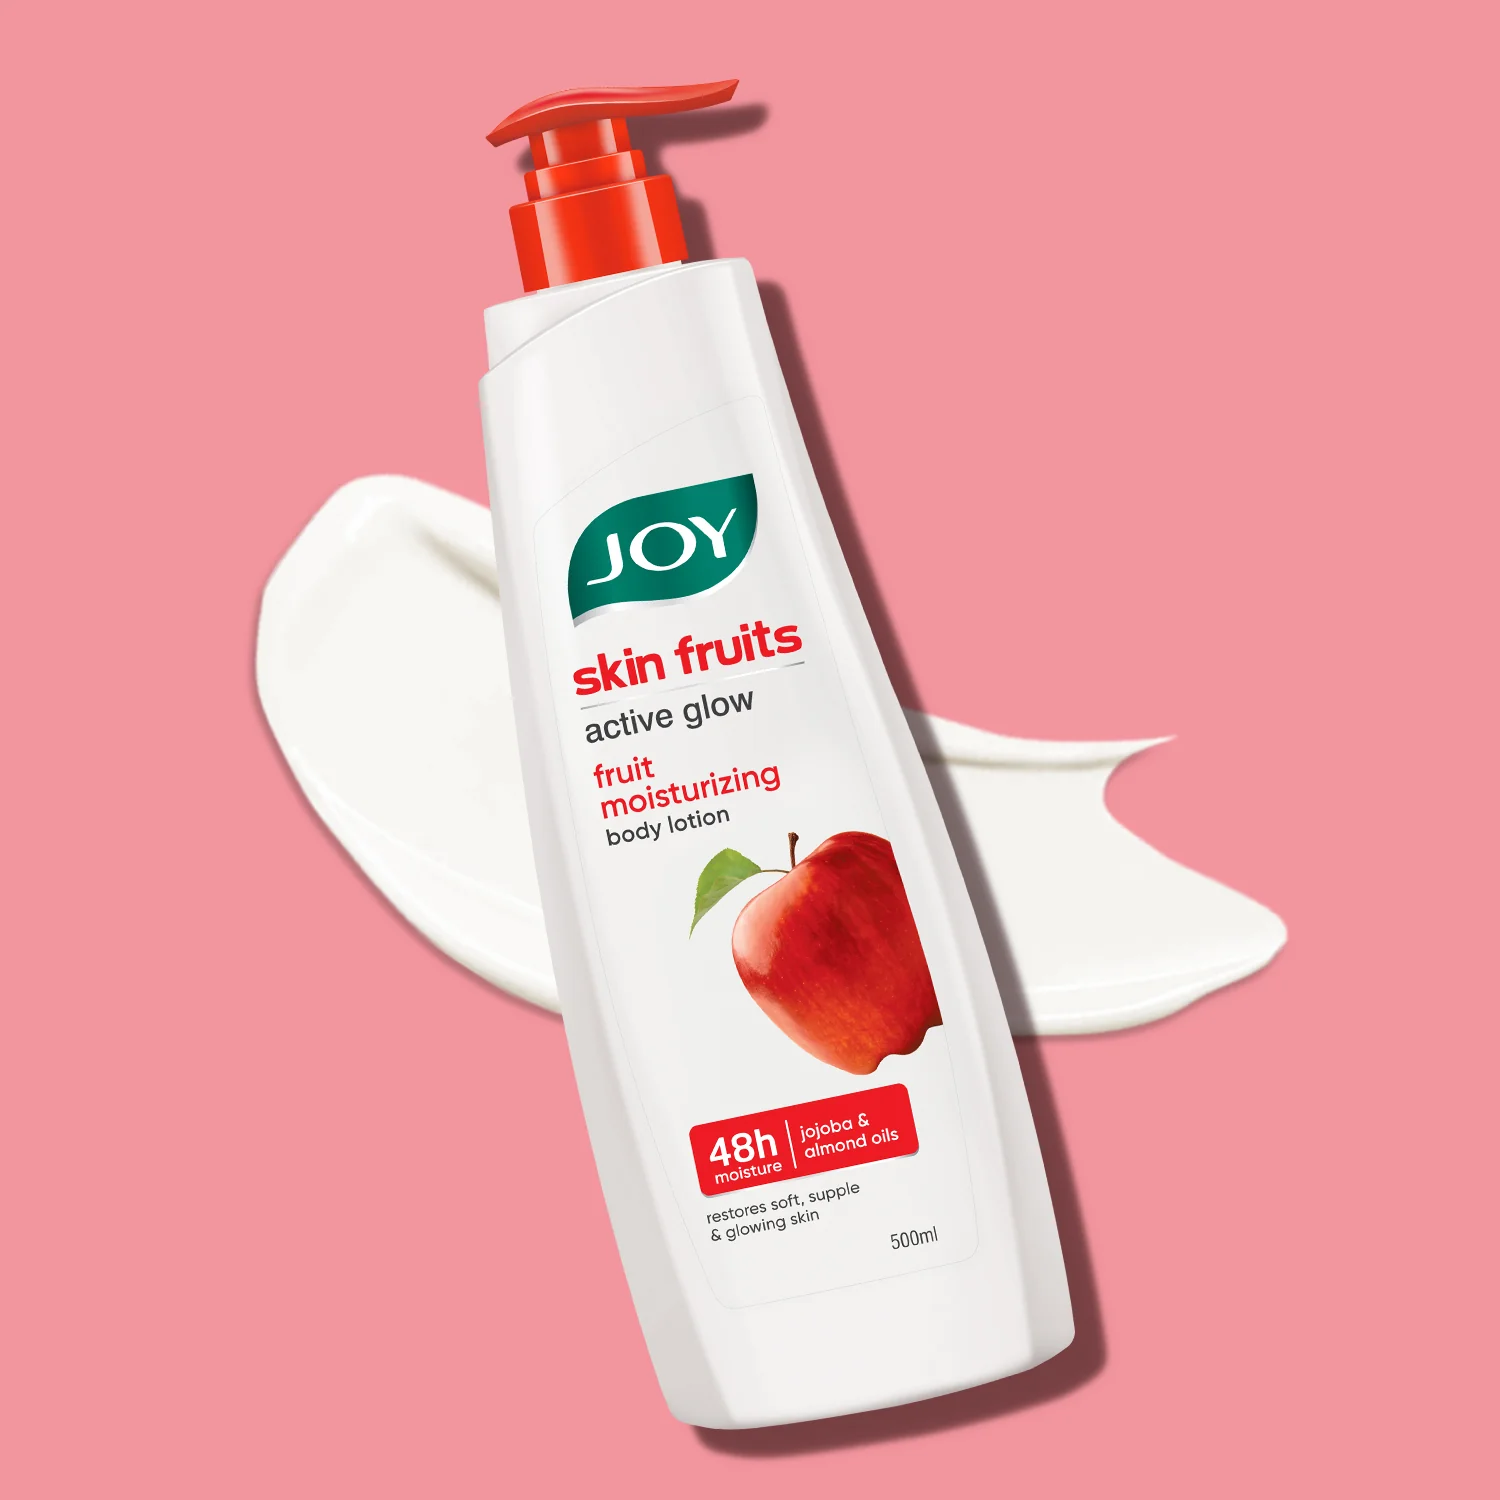 JOY
skin fruits
active glow
fruit
moisturizing
body lotion
48h
moisture
jojoba &
almond oils
restores soft, supple
& glowing skin
500ml